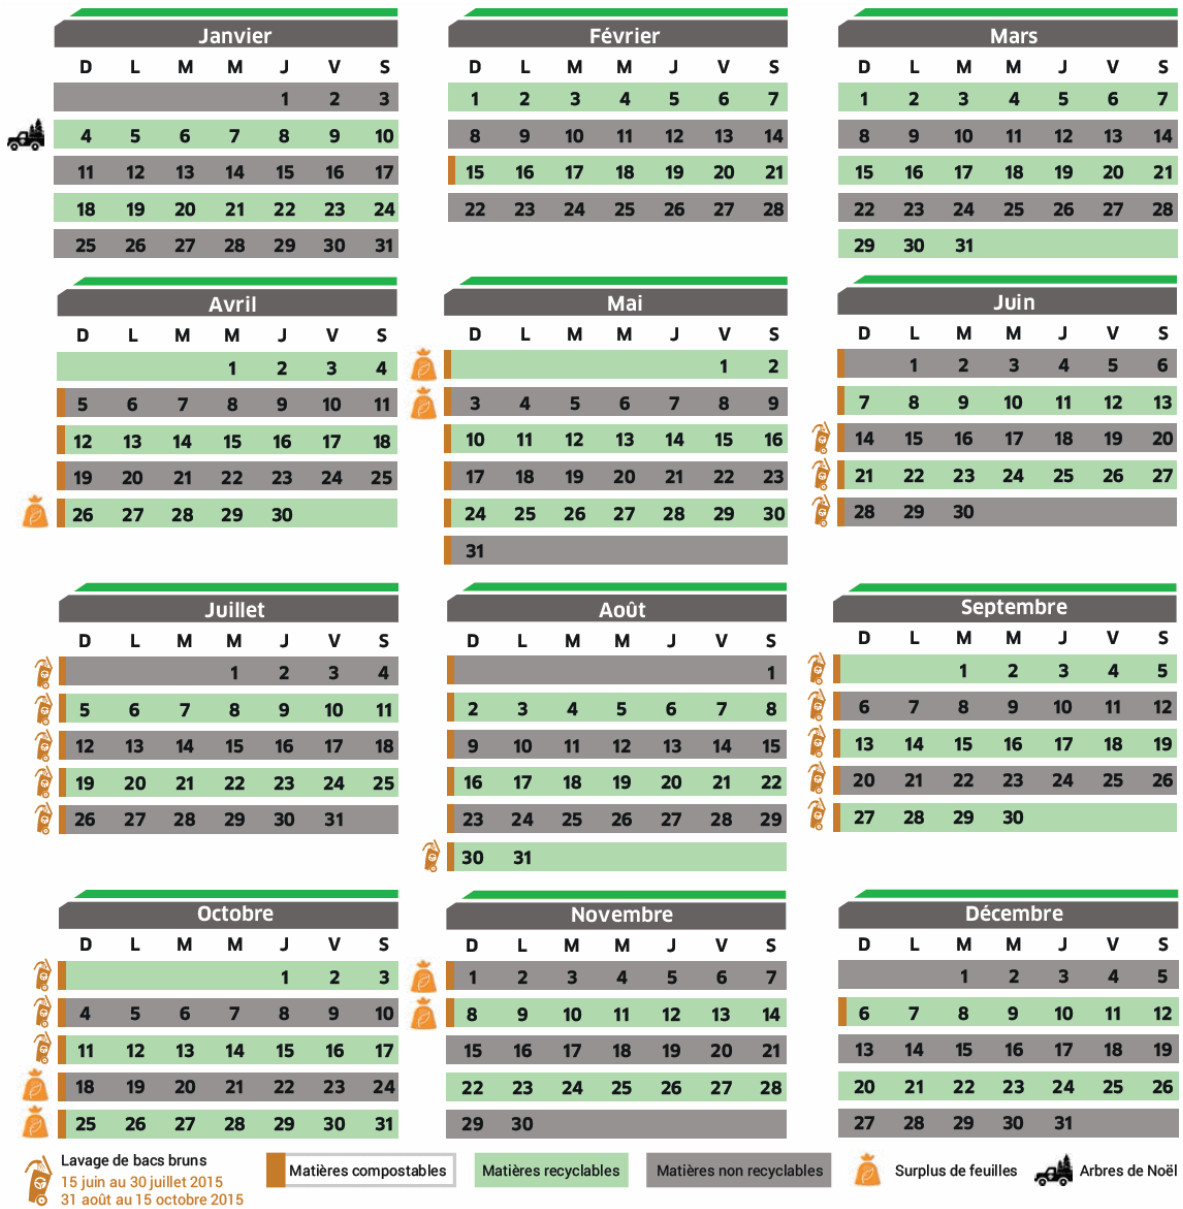 Janvier
D L M M J V S
1 2 3
4 5 6 7 8 9 10
11 12 13 14 15 16 17
18 19 20 21 22 23 24
25 26 27 28 29 30 31
Février
D L M M J V S
1 2 3 4 5 6 7
8 9 10 11 12 13 14
15 16 17 18 19 20 21
22 23 24 25 26 27 28
Mars
D L M M J V S
1 2 3 4 5 6 7
8 9 10 11 12 13 14
15 16 17 18 19 20 21
22 23 24 25 26 27 28
29 30 31
Avril
D L M M J V S
1 2 3 4
5 6 7 8 9 10 11
12 13 14 15 16 17 18
19 20 21 22 23 24 25
26 27 28 29 30
Mai
D L M M J V S
1 2
3 4 5 6 7 8 9
10 11 12 13 14 15 16
17 18 19 20 21 22 23
24 25 26 27 28 29 30
31
Juin
D L M M J V S
1 2 3 4 5 6
7 8 9 10 11 12 13
14 15 16 17 18 19 20
21 22 23 24 25 26 27
28 29 30
Juillet
D L M M J V S
1 2 3 4
5 6 7 8 9 10 11
12 13 14 15 16 17 18
19 20 21 22 23 24 25
26 27 28 29 30 31
Août
D L M M J V S
1
2 3 4 5 6 7 8
9 10 11 12 13 14 15
16 17 18 19 20 21 22
23 24 25 26 27 28 29
30 31
Septembre
D L M M J V S
1 2 3 4 5
6 7 8 9 10 11 12
13 14 15 16 17 18 19
20 21 22 23 24 25 26
27 28 29 30
Octobre
D L M M J V S
1 2 3
4 5 6 7 8 9 10
11 12 13 14 15 16 17
18 19 20 21 22 23 24
25 26 27 28 29 30 31
Novembre
D L M M J V S
1 2 3 4 5 6 7
8 9 10 11 12 13 14
15 16 17 18 19 20 21
22 23 24 25 26 27 28
29 30
Décembre
D L M M J V S
1 2 3 4 5
6 7 8 9 10 11 12
13 14 15 16 17 18 19
20 21 22 23 24 25 26
27 28 29 30 31
Lavage de bacs bruns
15 juin au 30 juillet 2015
31 août au 15 octobre 2015
Matières compostables
Matières recyclables
Matières non recyclables
Surplus de feuilles
Arbres de Noël